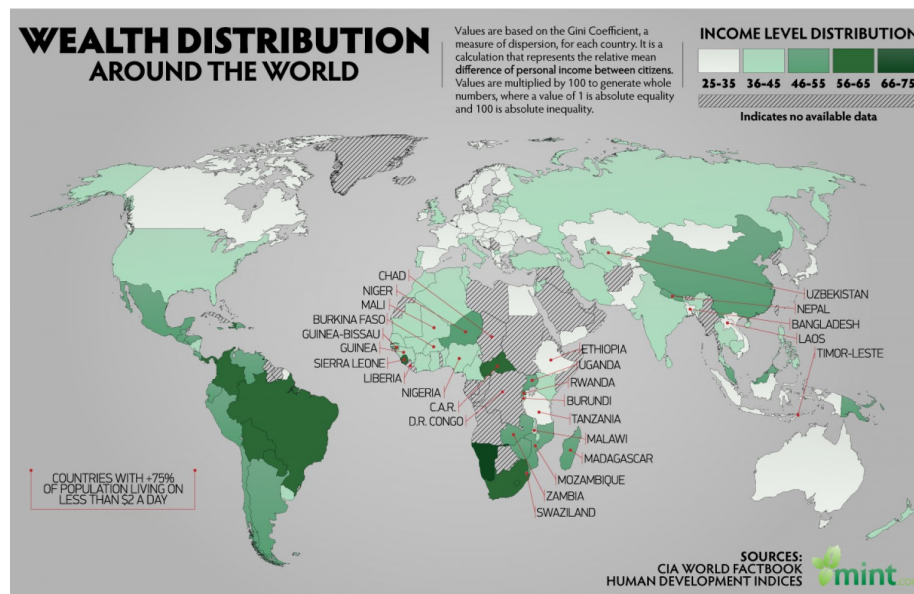 WEALTH DISTRIBUTION
AROUND THE WORLD
Values are based on the Gini Coefficient, a
measure of dispersion, for each country. It is a
calculation that represents the relative mean
difference of personal income between citizens.
Values are multiplied by 100 to generate whole
numbers, where a value of 1 is absolute equality
and 100 is absolute inequality.
INCOME LEVEL DISTRIBUTION
25-35 36-45 46-55 56-65 66-75
Indicates no available data
CHAD
NIGER
MALI
BURKINA FASO
GUINEA-BISSAU
GUINEA
SIERRA LEONE
LIBERIA
NIGERIA
C.A.R.
D.R. CONGO
ETHIOPIA
UGANDA
RWANDA
BURUNDI
TANZANIA
MALAWI
MADAGASCAR
MOZAMBIQUE
ZAMBIA
SWAZILAND
UZBEKISTAN
NEPAL
BANGLADESH
LAOS
TIMOR-LESTE
COUNTRIES WITH +75%
OF POPULATION LIVING ON
LESS THAN $2 A DAY
SOURCES:
CIA WORLD FACTBOOK
HUMAN DEVELOPMENT INDICES
mint